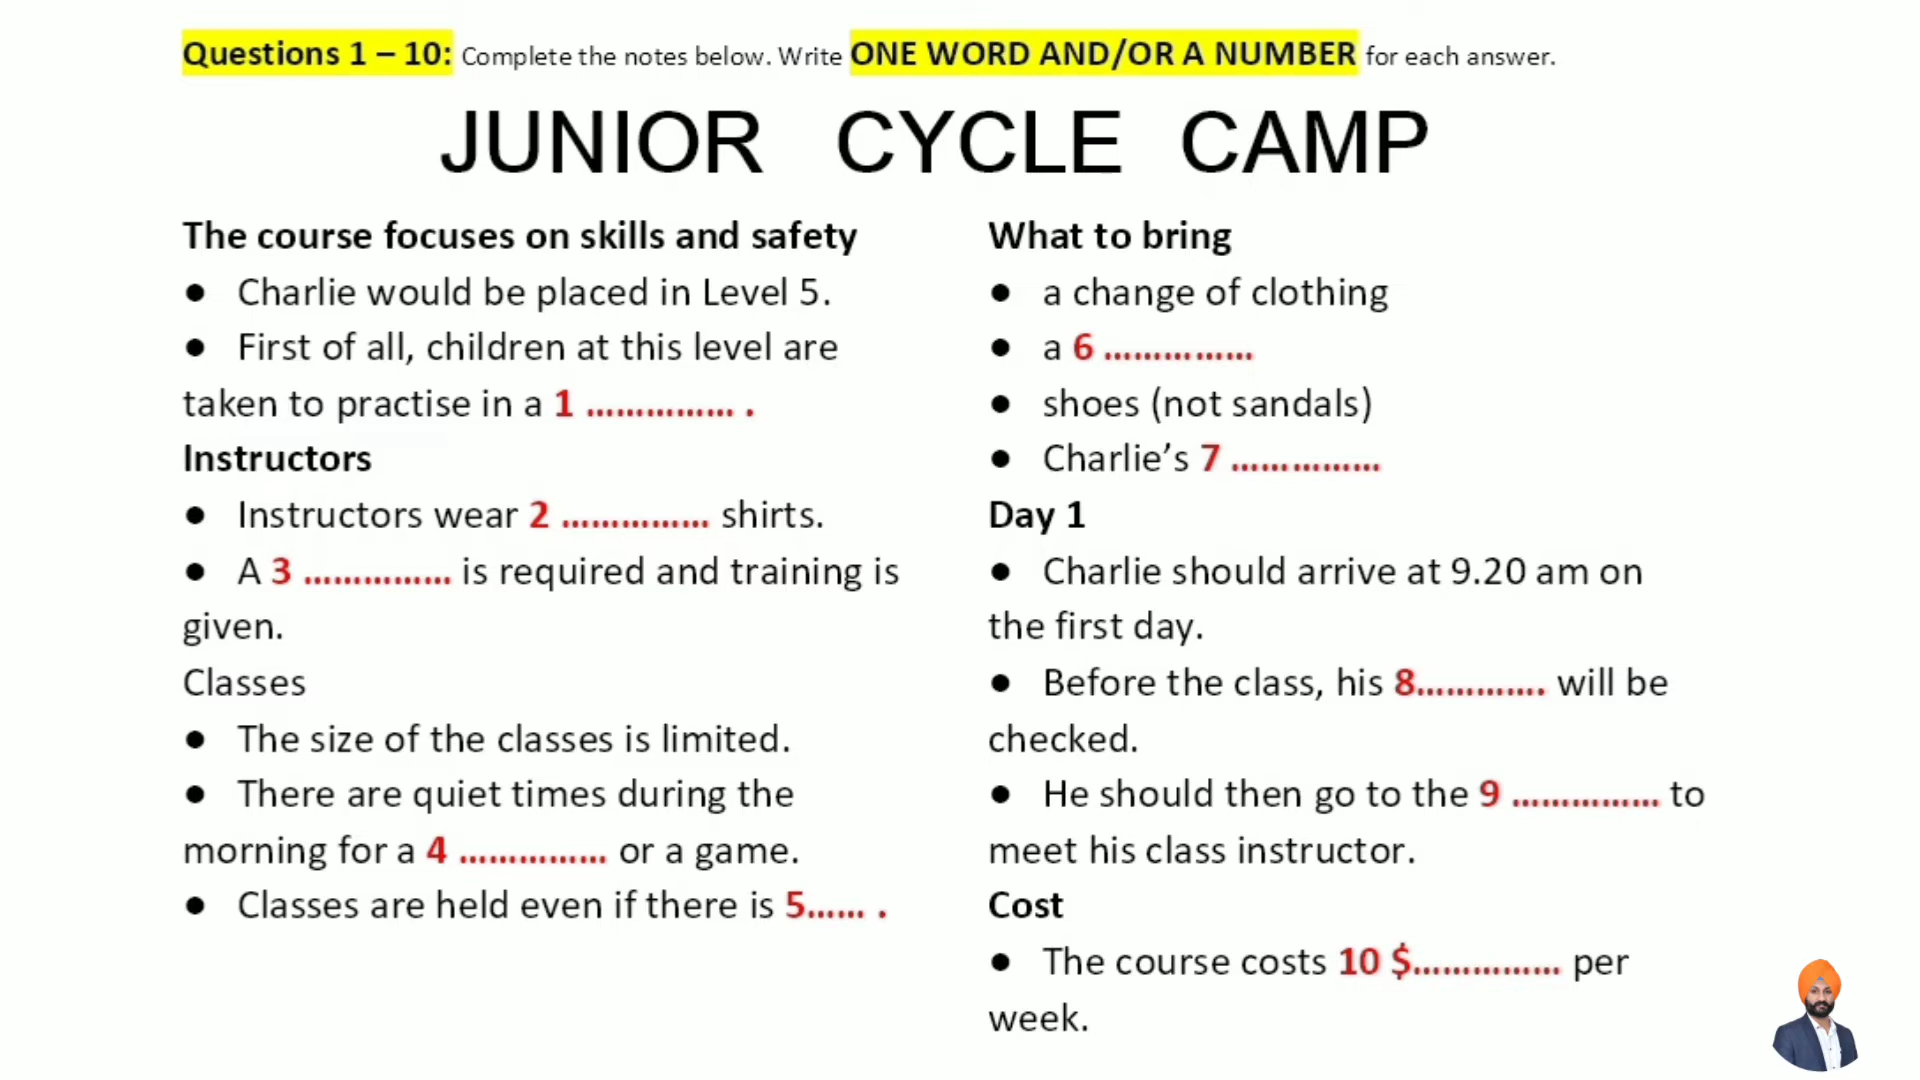 Questions 1 – 10: Complete the notes below. Write ONE WORD AND/OR A NUMBER for each answer.
JUNIOR CYCLE CAMP
The course focuses on skills and safety
● Charlie would be placed in Level 5.
● First of all, children at this level are
taken to practise in a 1 …………… .
Instructors
● Instructors wear 2 …………… shirts.
● A 3 …………… is required and training is
given.
Classes
● The size of the classes is limited.
● There are quiet times during the
morning for a 4 …………… or a game.
● Classes are held even if there is 5…… .
What to bring
● a change of clothing
● a 6 ……………
● shoes (not sandals)
● Charlie’s 7 ……………
Day 1
● Charlie should arrive at 9.20 am on
the first day.
● Before the class, his 8…………. will be
checked.
● He should then go to the 9 …………… to
meet his class instructor.
Cost
● The course costs 10 $…………… per
week.